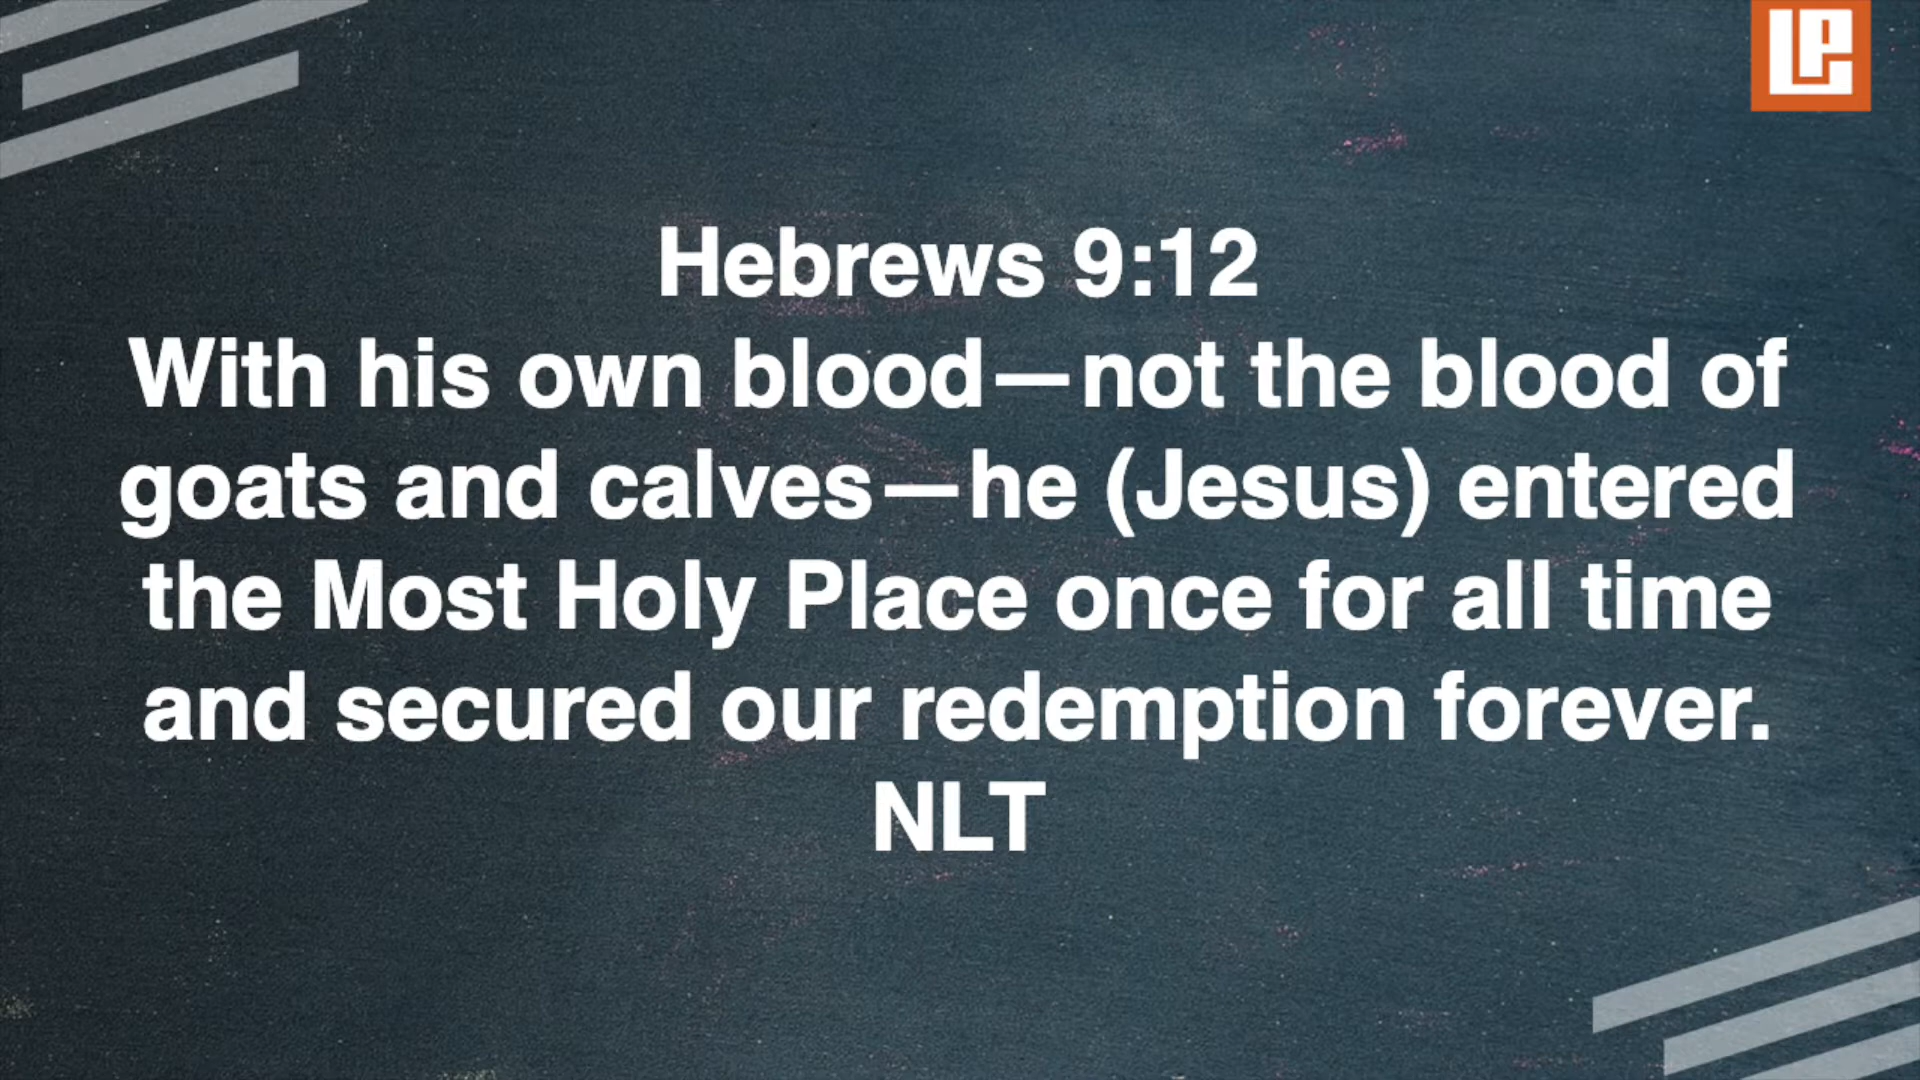 LP
Hebrews 9:12
With his own blood—not the blood of
goats and calves—he (Jesus) entered
the Most Holy Place once for all time
and secured our redemption forever.
NLT